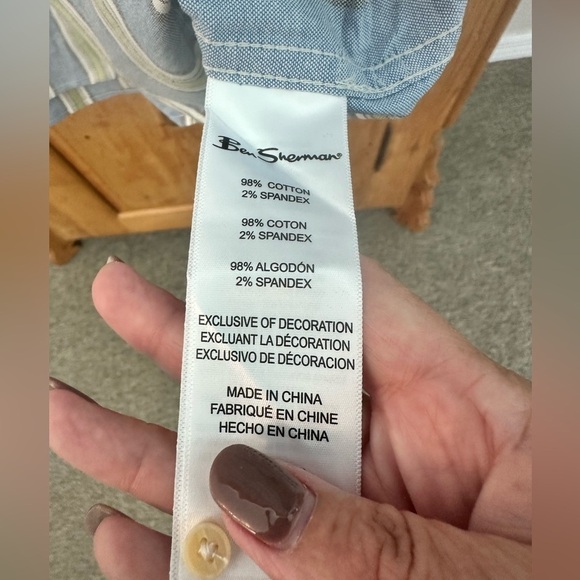 Ben Sherman®
98% COTTON
2% SPANDEX
98% COTON
2% SPANDEX
98% ALGODÓN
2% SPANDEX
EXCLUSIVE OF DECORATION
EXCLUANT LA DÉCORATION
EXCLUSIVO DE DÉCORACION
MADE IN CHINA
FABRIQUÉ EN CHINE
HECHO EN CHINA